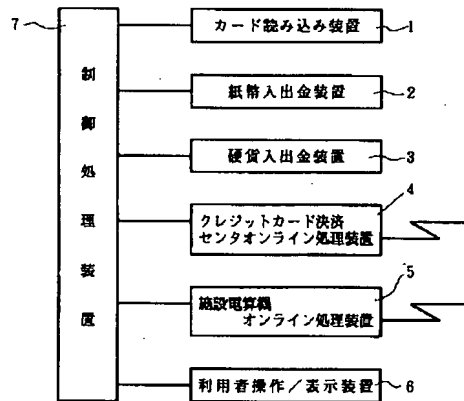 7
制御処理装置
カード読み込み装置
1
紙幣入出金装置
2
硬貨入出金装置
3
4
クレジットカード決済
センタオンライン処理装置
5
施設電算機
オンライン処理装置
利用者操作/表示装置
6